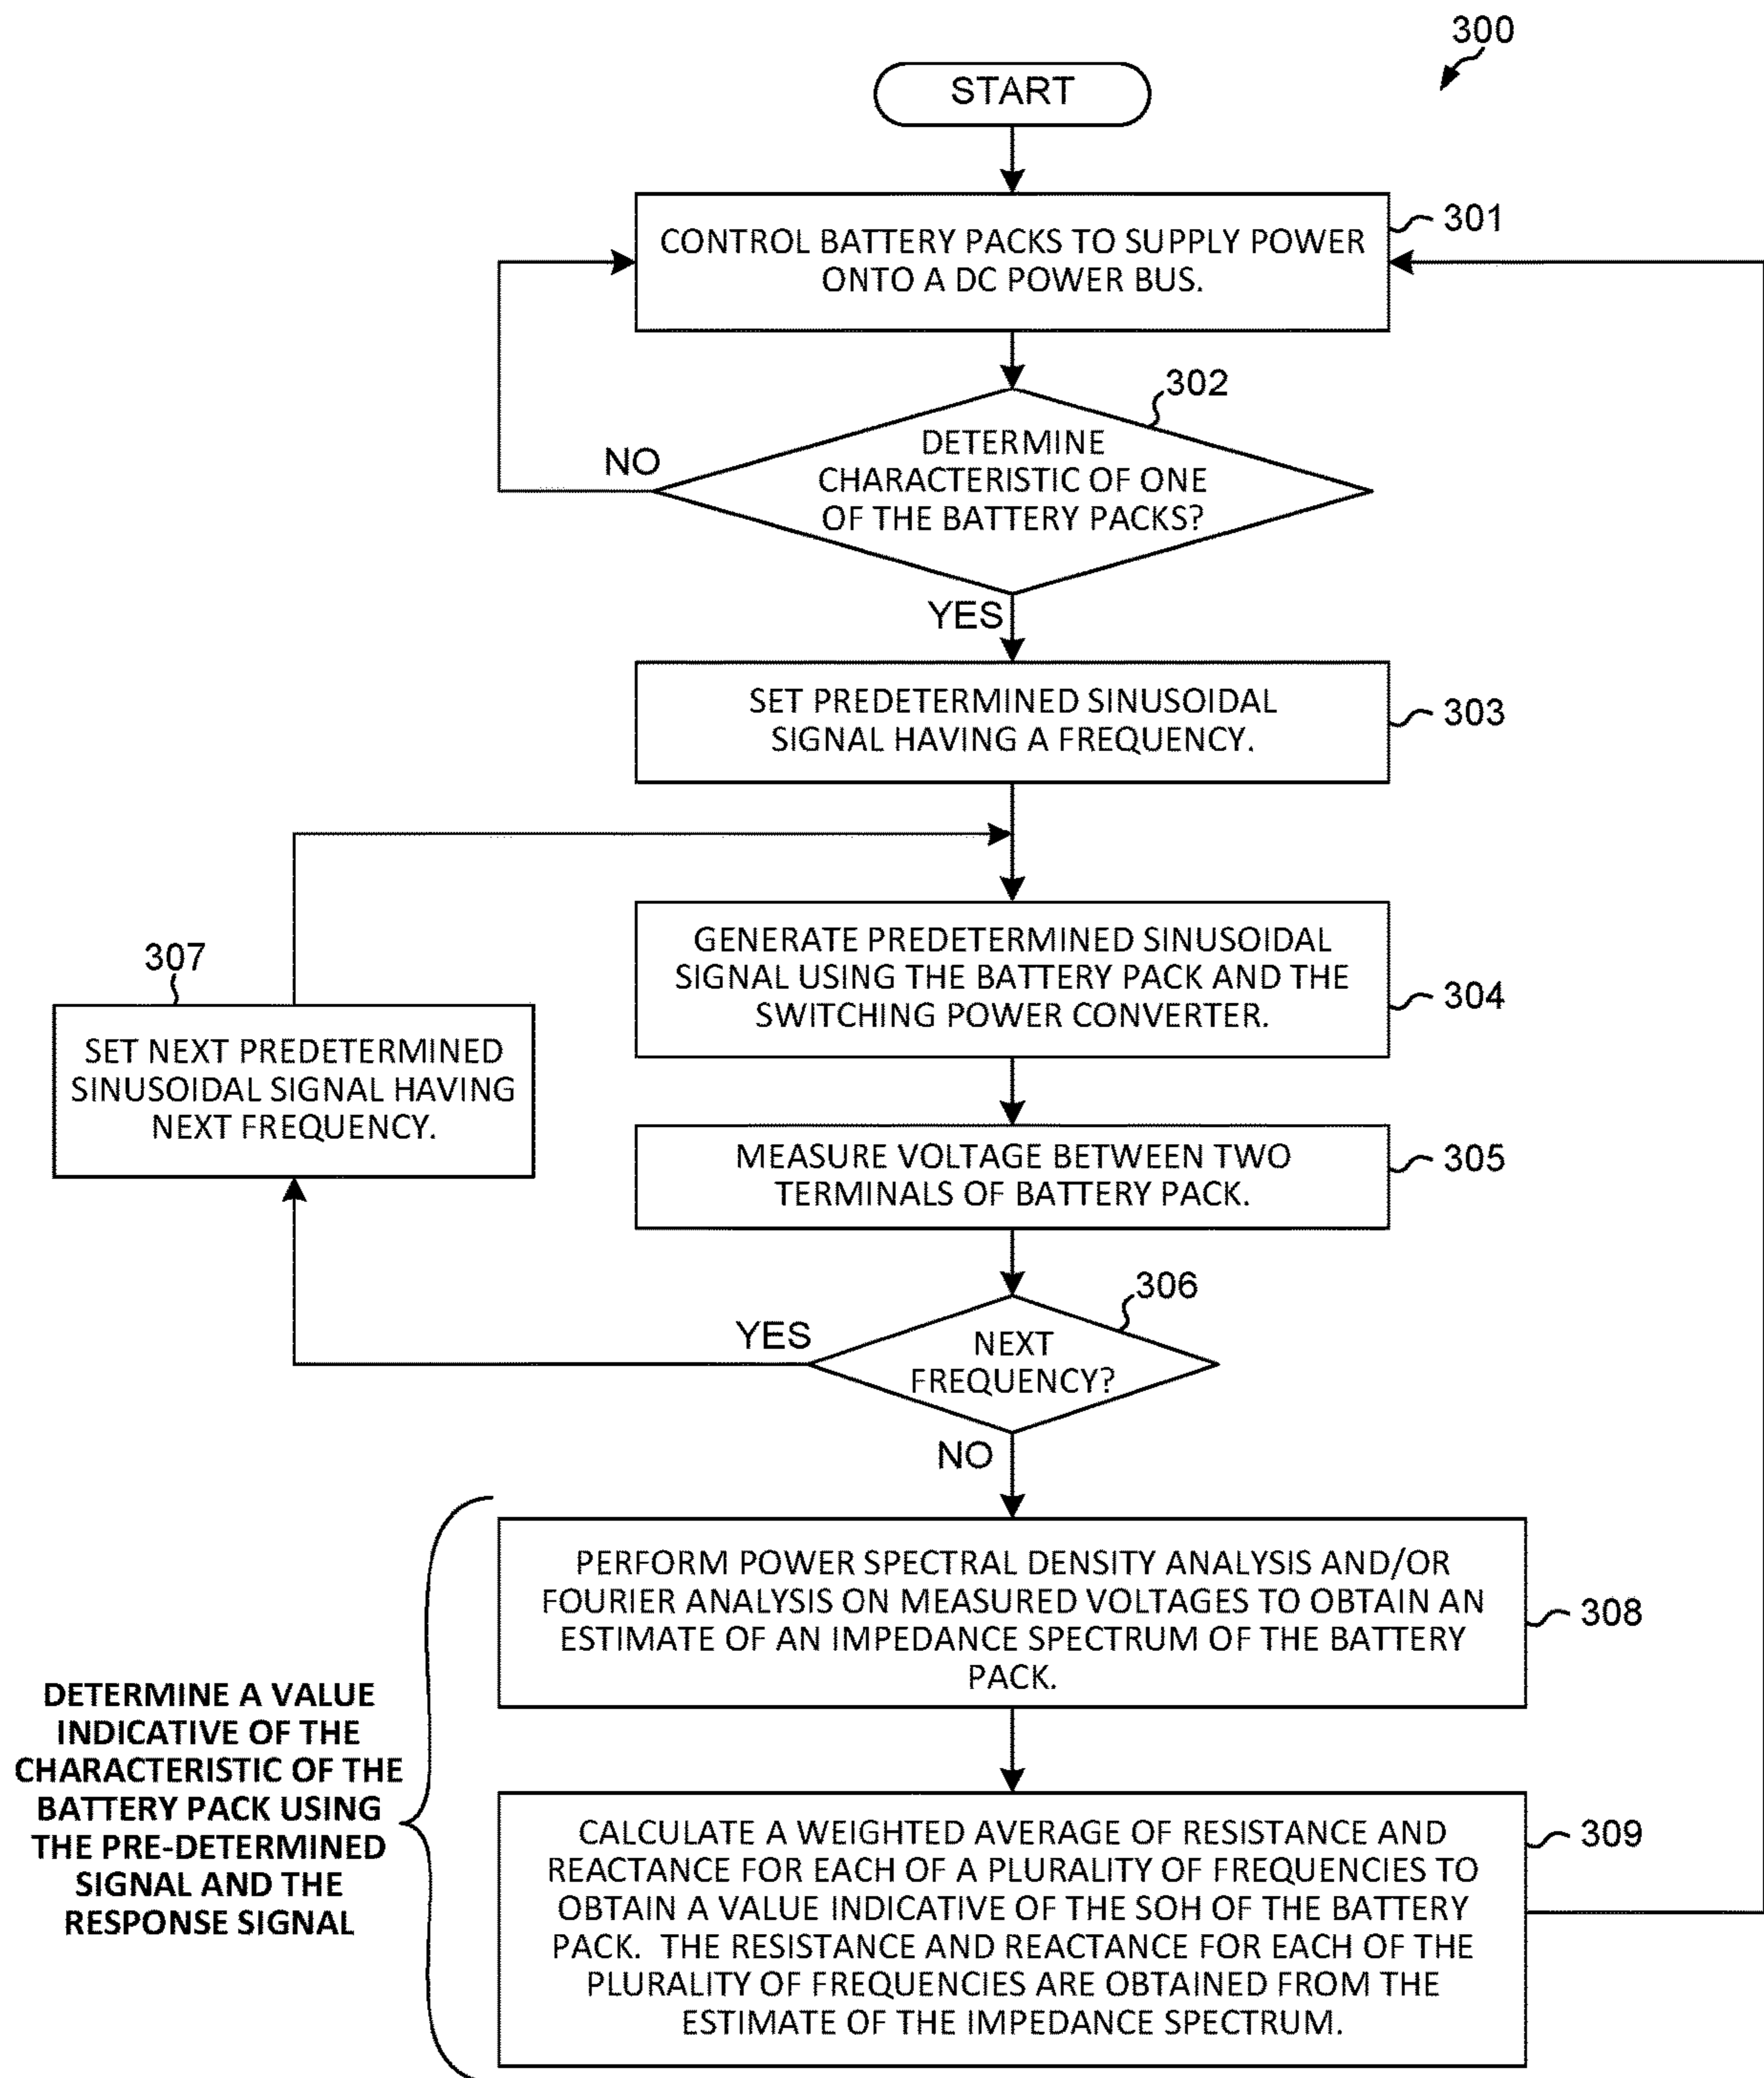 300
START
301
CONTROL BATTERY PACKS TO SUPPLY POWER
ONTO A DC POWER BUS.
302
DETERMINE
CHARACTERISTIC OF ONE
OF THE BATTERY PACKS?
NO
YES
SET PREDETERMINED SINUSOIDAL
SIGNAL HAVING A FREQUENCY.
303
GENERATE PREDETERMINED SINUSOIDAL
SIGNAL USING THE BATTERY PACK AND THE
SWITCHING POWER CONVERTER.
304
307
SET NEXT PREDETERMINED
SINUSOIDAL SIGNAL HAVING
NEXT FREQUENCY.
MEASURE VOLTAGE BETWEEN TWO
TERMINALS OF BATTERY PACK.
305
306
NEXT
FREQUENCY?
YES
NO
PERFORM POWER SPECTRAL DENSITY ANALYSIS AND/OR
FOURIER ANALYSIS ON MEASURED VOLTAGES TO OBTAIN AN
ESTIMATE OF AN IMPEDANCE SPECTRUM OF THE BATTERY
PACK.
308
DETERMINE A VALUE
INDICATIVE OF THE
CHARACTERISTIC OF THE
BATTERY PACK USING
THE PRE-DETERMINED
SIGNAL AND THE
RESPONSE SIGNAL
CALCULATE A WEIGHTED AVERAGE OF RESISTANCE AND
REACTANCE FOR EACH OF A PLURALITY OF FREQUENCIES TO
OBTAIN A VALUE INDICATIVE OF THE SOH OF THE BATTERY
PACK. THE RESISTANCE AND REACTANCE FOR EACH OF THE
PLURALITY OF FREQUENCIES ARE OBTAINED FROM THE
ESTIMATE OF THE IMPEDANCE SPECTRUM.
309